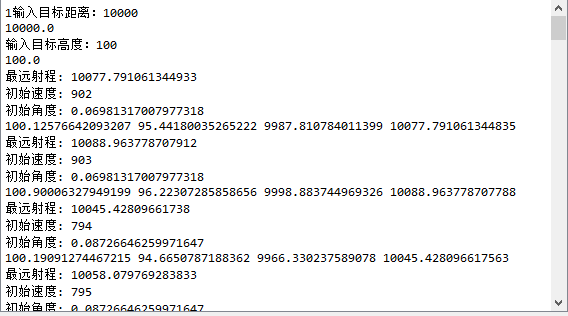 1输入目标距离: 10000
10000.0
输入目标高度: 100
100.0
最远射程: 10077.791061344933
初始速度: 902
初始角度: 0.06981317007977318
100.12576642093207 95.44180035265222 9987.810784011399 10077.791061344835
最远射程: 10088.963778707912
初始速度: 903
初始角度: 0.06981317007977318
100.90006327949199 96.22307285858656 9998.883744969326 10088.963778707788
最远射程: 10045.42809661738
初始速度: 794
初始角度: 0.08726646259971647
100.19091274467215 94.6650787188362 9966.330237589078 10045.428096617563
最远射程: 10058.079769283833
初始速度: 795
初始角度: 0.08726646259971647